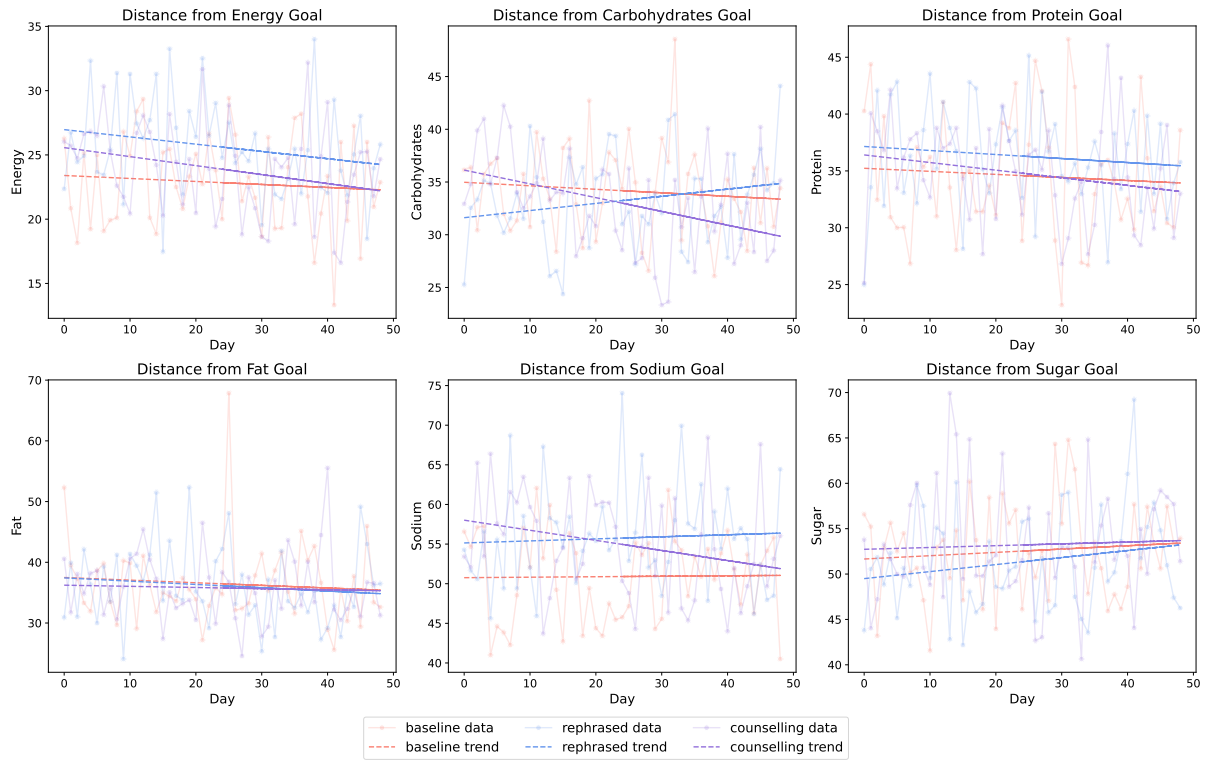 Distance from Energy Goal
Energy
35
30
25
20
15
0 10 20 30 40 50
Day
Distance from Carbohydrates Goal
Carbohydrates
45
40
35
30
25
0 10 20 30 40 50
Day
Distance from Protein Goal
Protein
45
40
35
30
25
0 10 20 30 40 50
Day
Distance from Fat Goal
Fat
70
60
50
40
30
0 10 20 30 40 50
Day
Distance from Sodium Goal
Sodium
75
70
65
60
55
50
45
40
0 10 20 30 40 50
Day
Distance from Sugar Goal
Sugar
70
65
60
55
50
45
40
0 10 20 30 40 50
Day
baseline data rephrased data counselling data
baseline trend rephrased trend counselling trend